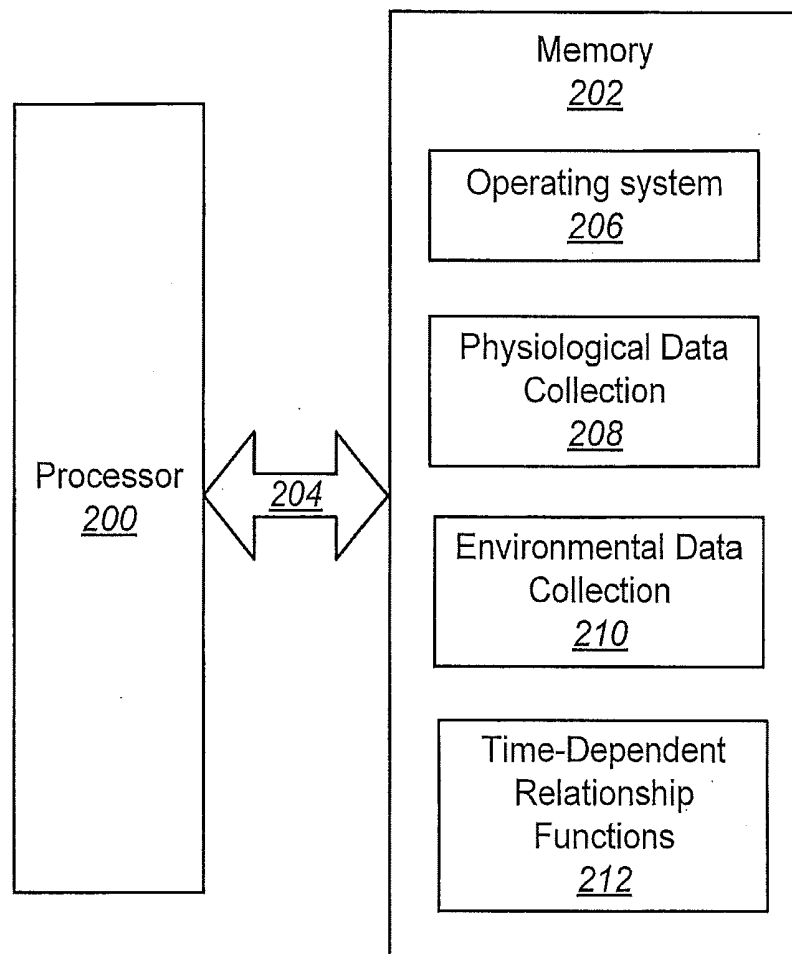 Memory
202
Operating system
206
Physiological Data
Collection
208
Processor
200
204
Environmental Data
Collection
210
Time-Dependent
Relationship
Functions
212